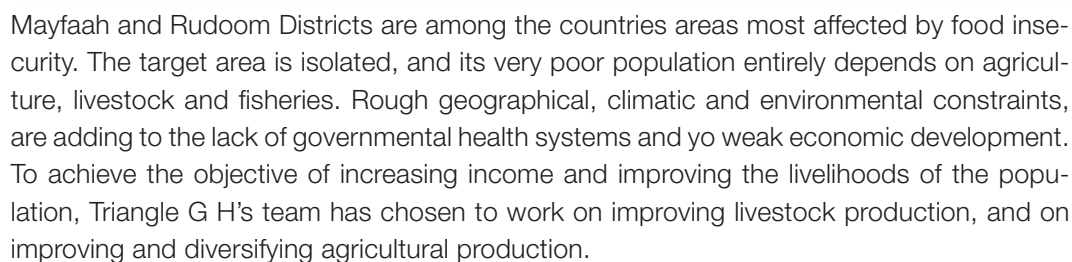 Mayfaah and Rudoom Districts are among the countries areas most affected by food inse-
curity. The target area is isolated, and its very poor population entirely depends on agricul-
ture, livestock and fisheries. Rough geographical, climatic and environmental constraints,
are adding to the lack of governmental health systems and yo weak economic development.
To achieve the objective of increasing income and improving the livelihoods of the popu-
lation, Triangle G H's team has chosen to work on improving livestock production, and on
improving and diversifying agricultural production.